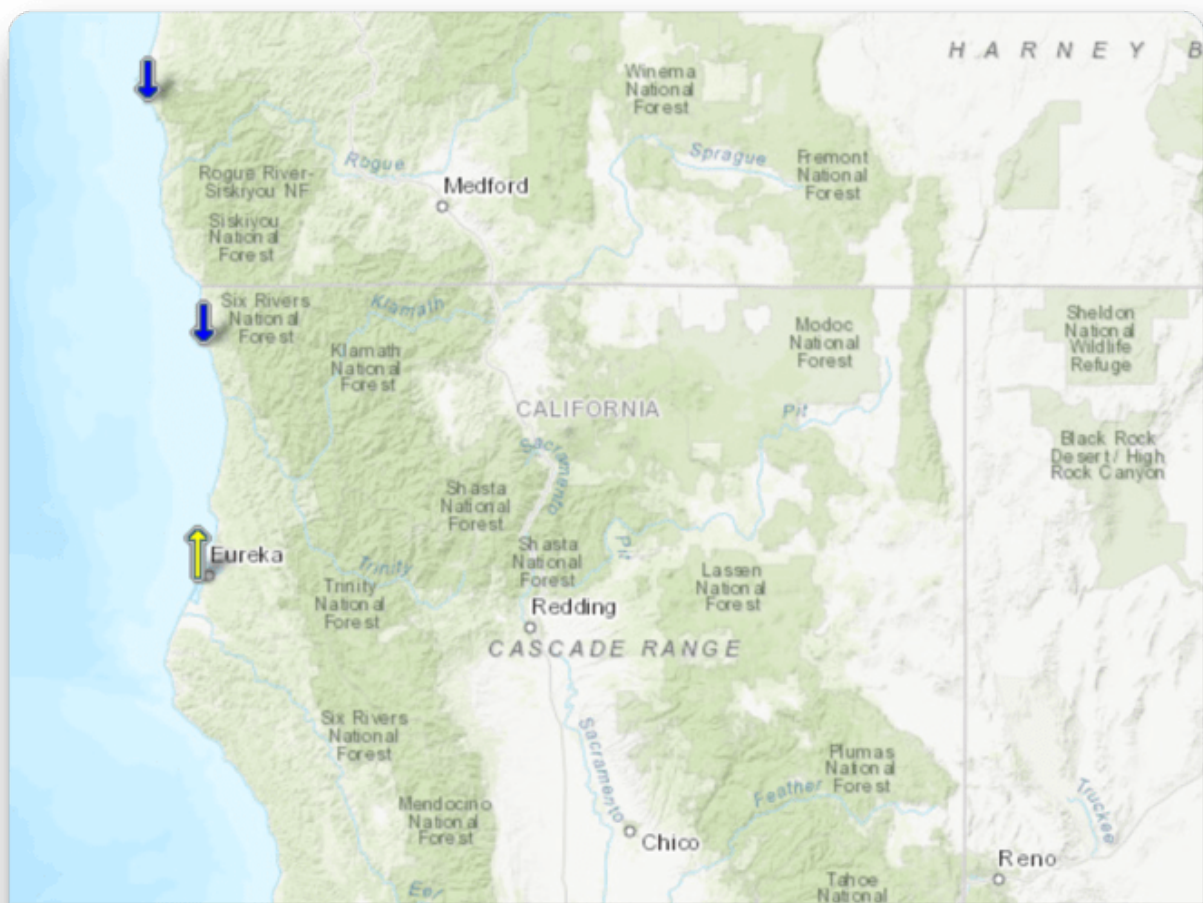 HARNEY B
Winema
National
Forest
Rogue
Sprague
Fremont
National
Forest
Rogue River-
Siskiyou NF
Medford
Siskiyou
National
Forest
Six Rivers
National
Forest
Klamath
Klamath
National
Forest
Modoc
National
Forest
Sheldon
National
Wildlife
Refuge
CALIFORNIA
Pit
Black Rock
Desert / High
Rock Canyon
Sacramento
Shasta
National
Forest
Eureka
Shasta
National
Forest
Pit
Trinity
Trinity
National
Forest
Lassen
National
Forest
Redding
CASCADE RANGE
Six Rivers
National
Forest
Sacramento
Plumas
National
Forest
Feather
Truckee
Mendocino
National
Forest
Chico
Reno
Eel
Tahoe
National